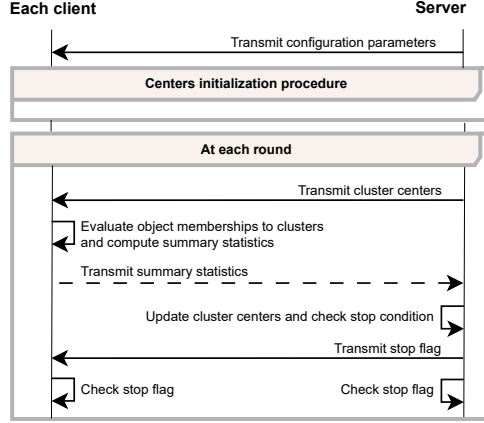 Each client
Server
Transmit configuration parameters
Centers initialization procedure
At each round
Transmit cluster centers
Evaluate object memberships to clusters
and compute summary statistics
Transmit summary statistics
Update cluster centers and check stop condition
Transmit stop flag
Check stop flag
Check stop flag